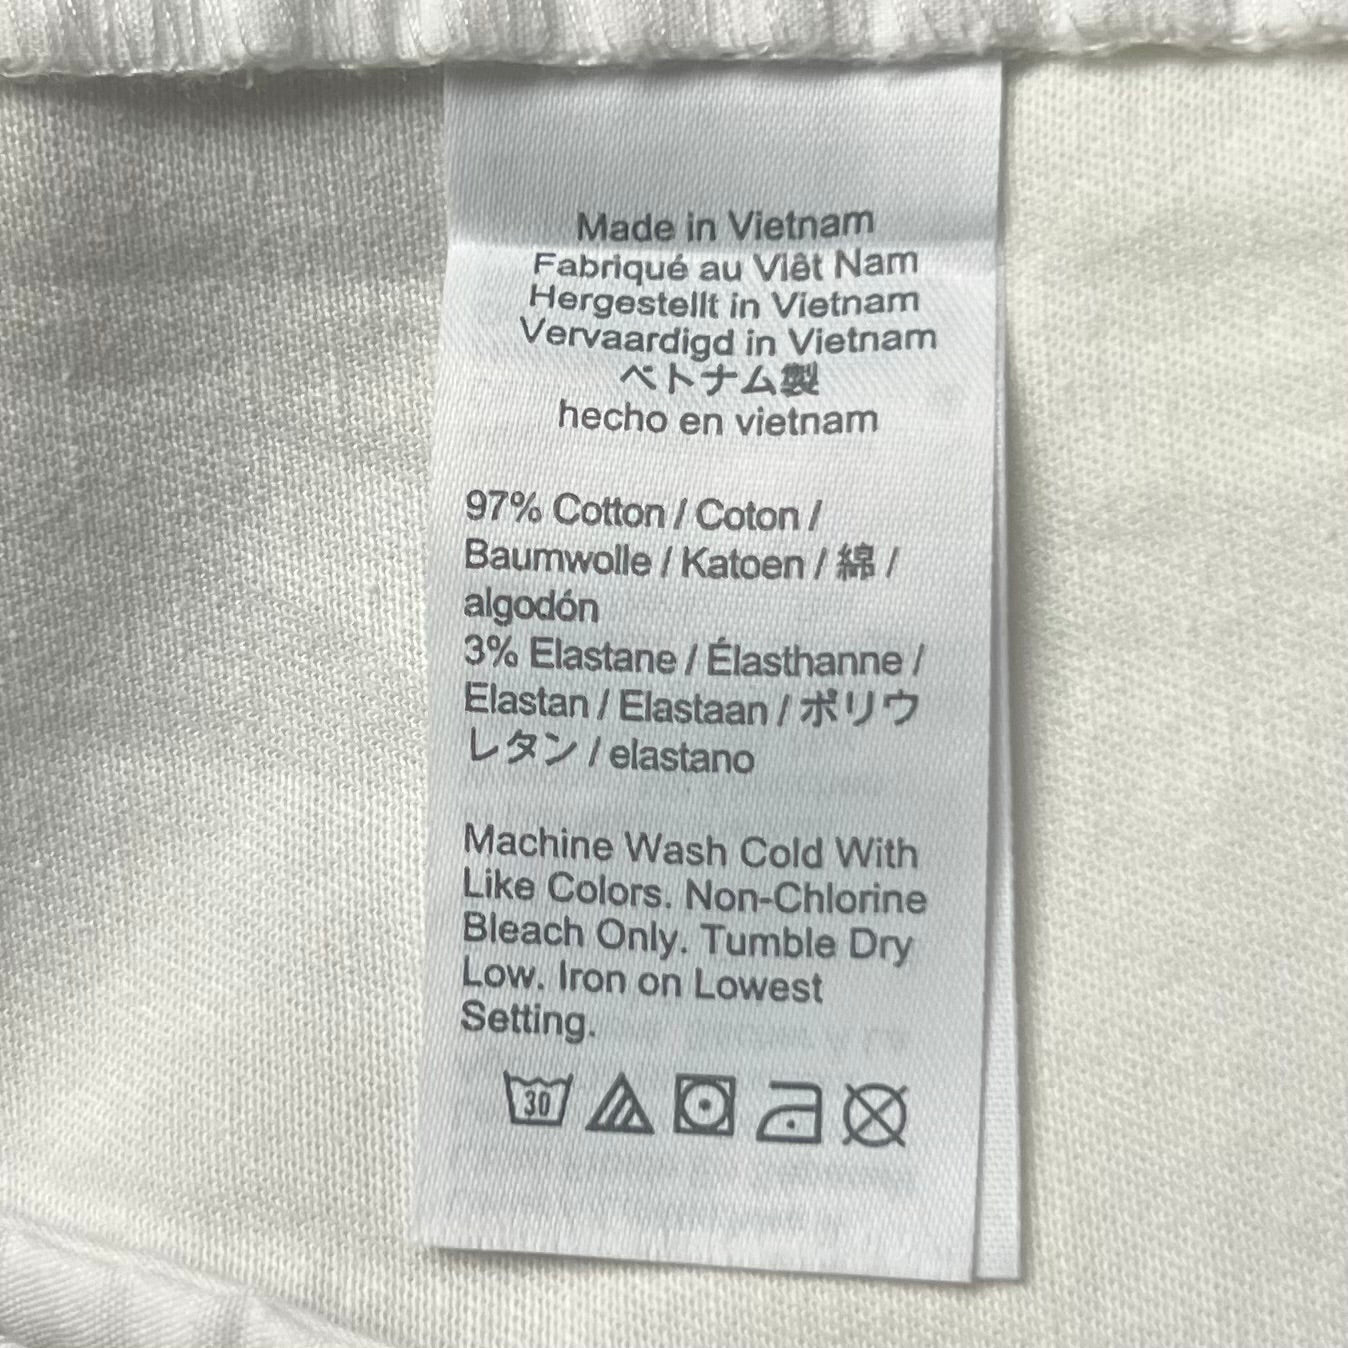 Made in Vietnam
Fabriqué au Viêt Nam
Hergestellt in Vietnam
Vervaardigd in Vietnam
ベトナム製
hecho en vietnam
97% Cotton / Coton /
Baumwolle / Katoen / 綿 /
algodón
3% Elastane / Élasthanne /
Elastan / Elastaan / ポリウ
レタン / elastano
Machine Wash Cold With
Like Colors. Non-Chlorine
Bleach Only. Tumble Dry
Low. Iron on Lowest
Setting.
30